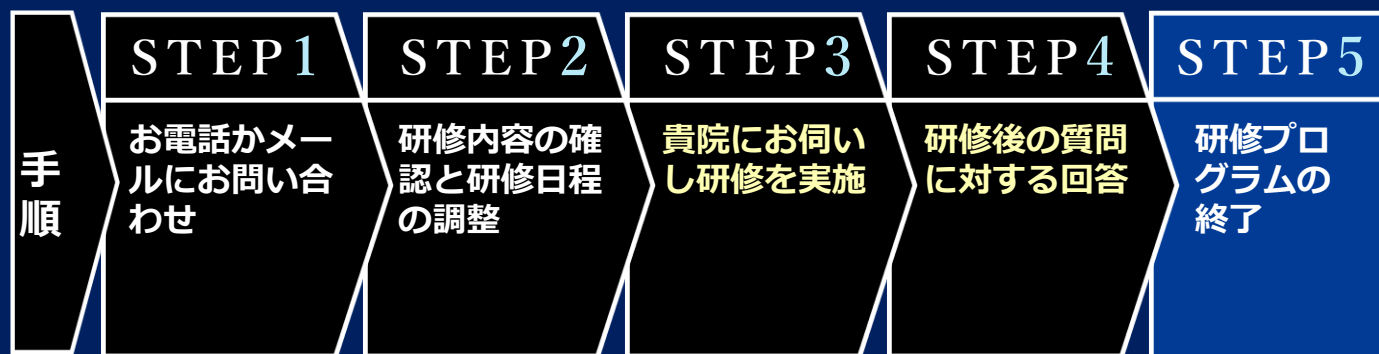 手
順
STEP1
お電話かメー
ルにお問い合
わせ
STEP2
研修内容の確
認と研修日程
の調整
STEP3
貴院にお伺い
し研修を実施
STEP4
研修後の質問
に対する回答
STEP5
研修プロ
グラムの
終了